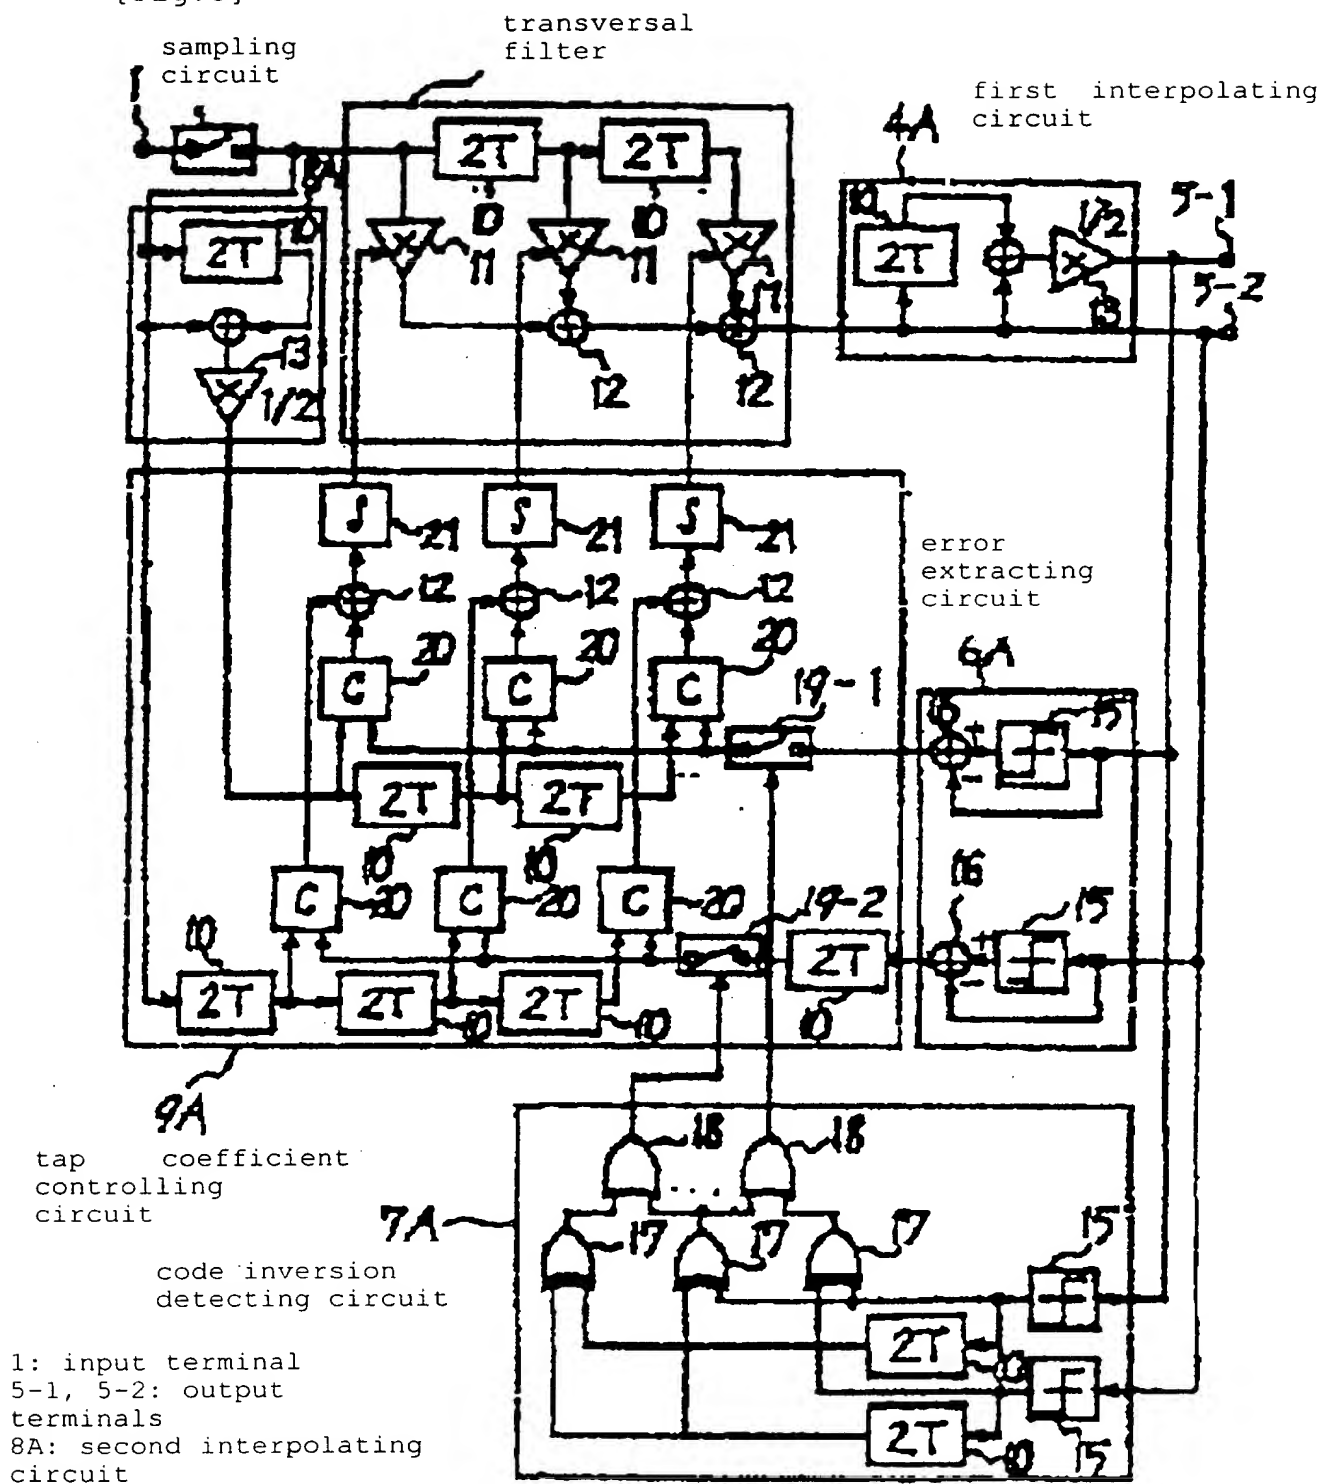 transversal
filter
sampling
circuit
first interpolating
circuit
1
4A
5-1
5-2
2T
2T
10
10
10
2T
X
11
X
11
X
11
10
2T
1/2
X
13
13
X
1/2
12
12
∫
21
∫
21
∫
21
12
12
12
error
extracting
circuit
C
20
C
20
C
20
19-1
6A
16
+
-
15
2T
2T
10
10
C
20
C
20
C
20
19-2
16
+
-
15
10
2T
2T
10
2T
10
2T
10
9A
tap coefficient
controlling
circuit
7A
18
18
17
17
17
15
code inversion
detecting circuit
2T
2T
10
15
1: input terminal
5-1, 5-2: output
terminals
8A: second interpolating
circuit